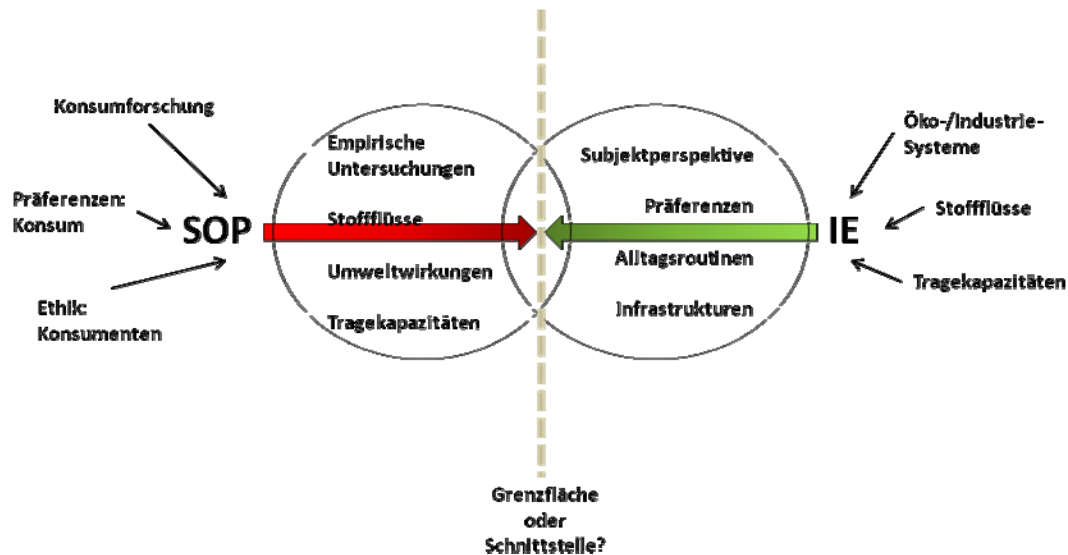 Konsumforschung
Präferenzen:
Konsum
Ethik:
Konsumenten
SOP
Empirische
Untersuchungen
Stoffflüsse
Umweltwirkungen
Tragekapazitäten
Subjektperspektive
Präferenzen
Alltagsroutinen
Infrastrukturen
IE
Öko-/Industrie-
Systeme
Stoffflüsse
Tragekapazitäten
Grenzfläche
oder
Schnittstelle?